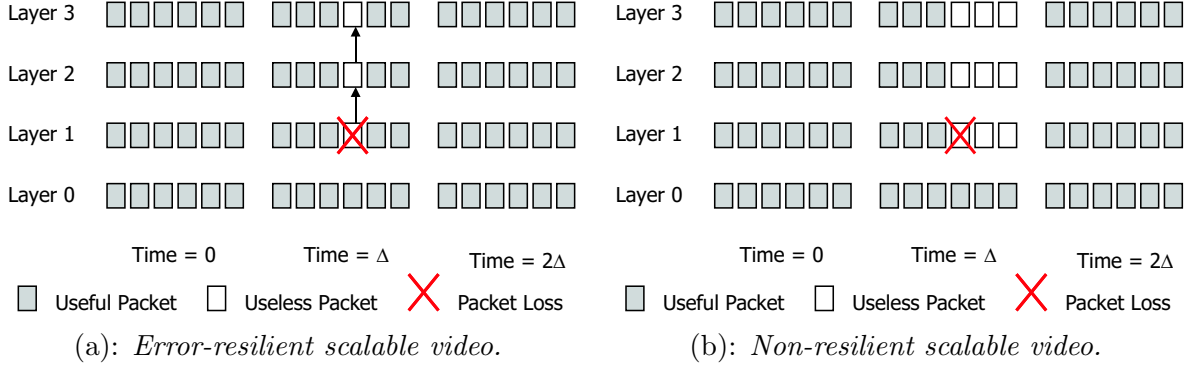 Layer 3
Layer 2
Layer 1
Layer 0
Time = 0
Time = Δ
Time = 2Δ
Useful Packet
Useless Packet
Packet Loss
(a): Error-resilient scalable video.
Layer 3
Layer 2
Layer 1
Layer 0
Time = 0
Time = Δ
Time = 2Δ
Useful Packet
Useless Packet
Packet Loss
(b): Non-resilient scalable video.